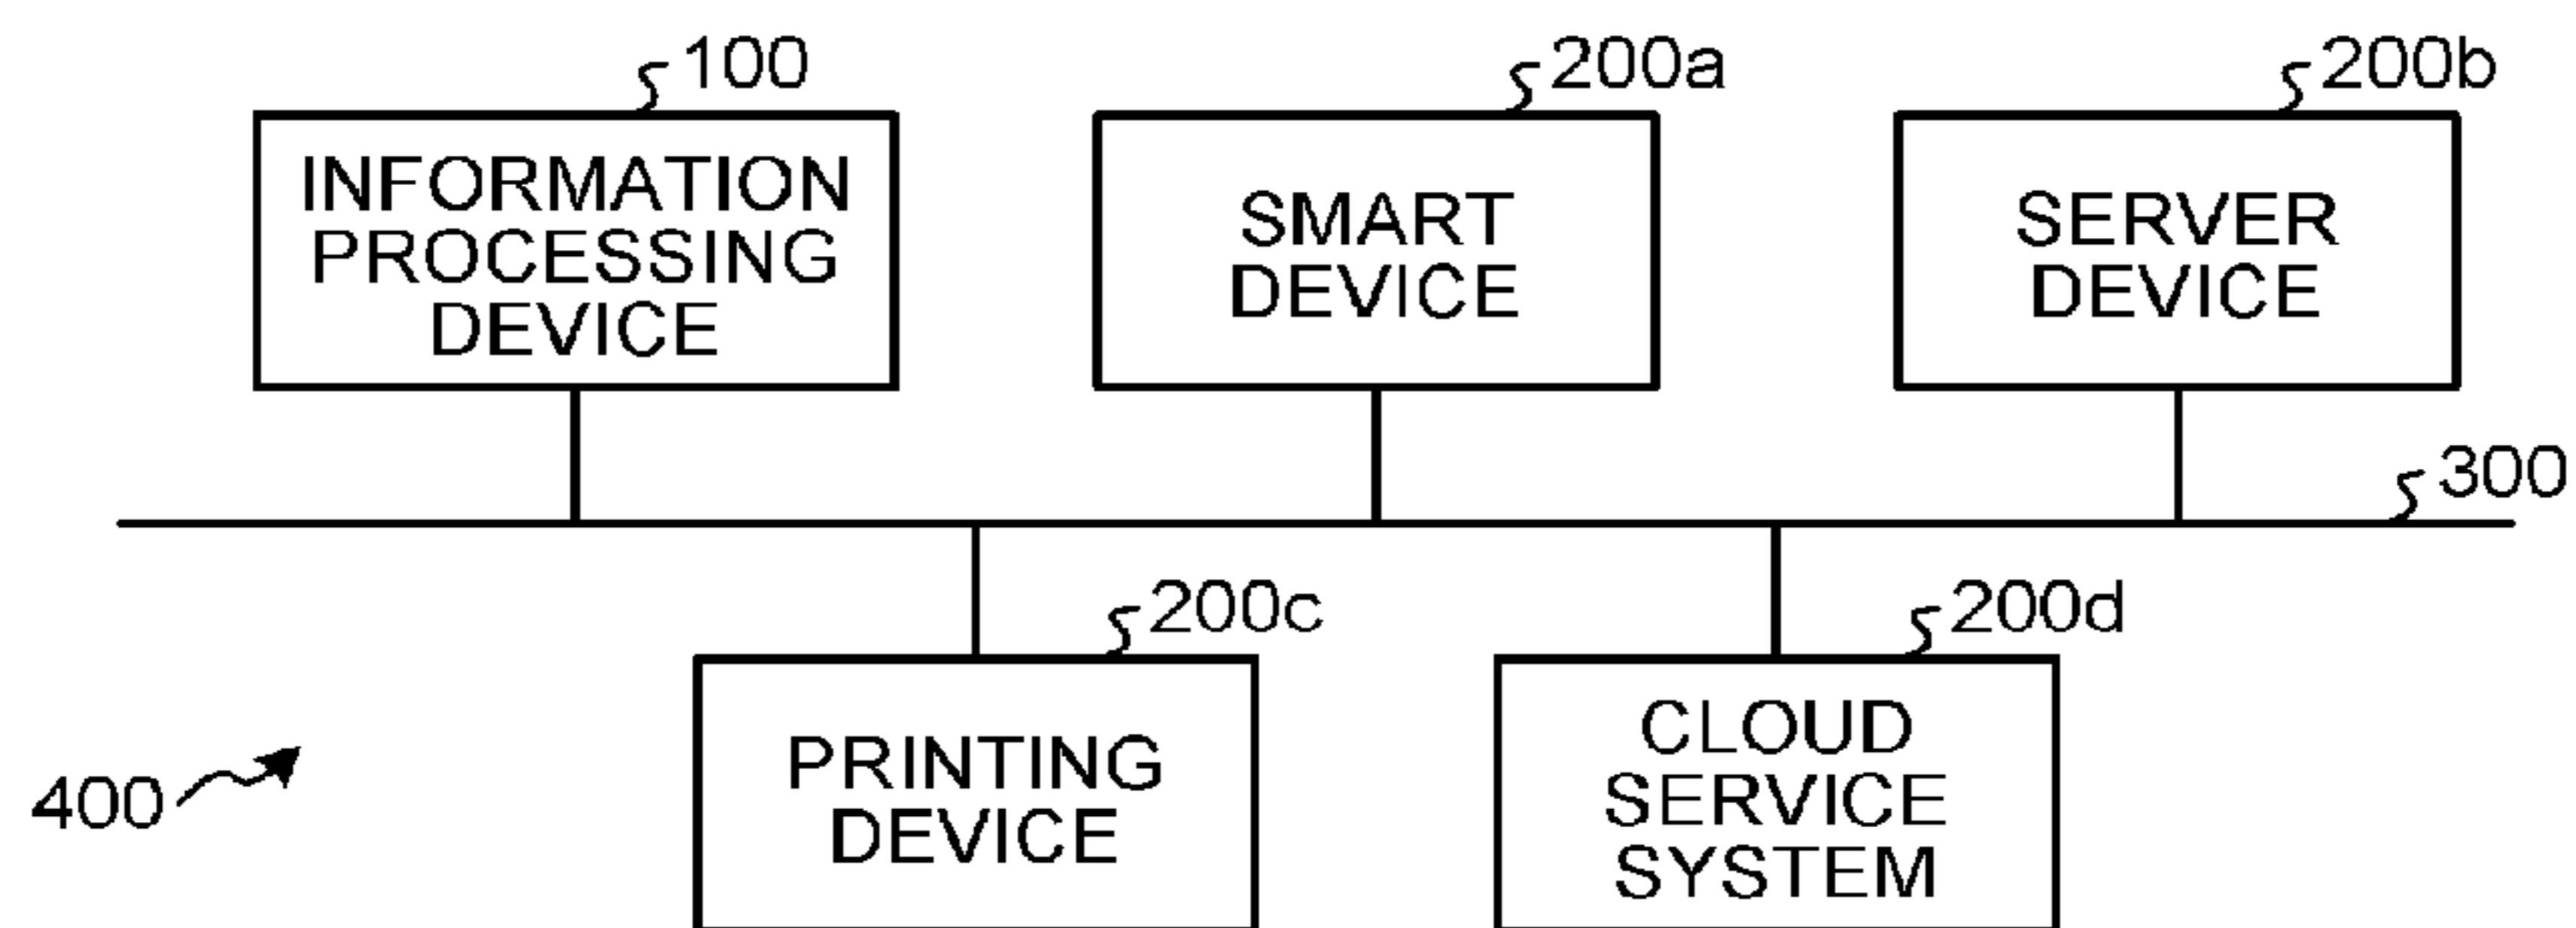 100
INFORMATION
PROCESSING
DEVICE
200a
SMART
DEVICE
200b
SERVER
DEVICE
300
200c
PRINTING
DEVICE
200d
CLOUD
SERVICE
SYSTEM
400